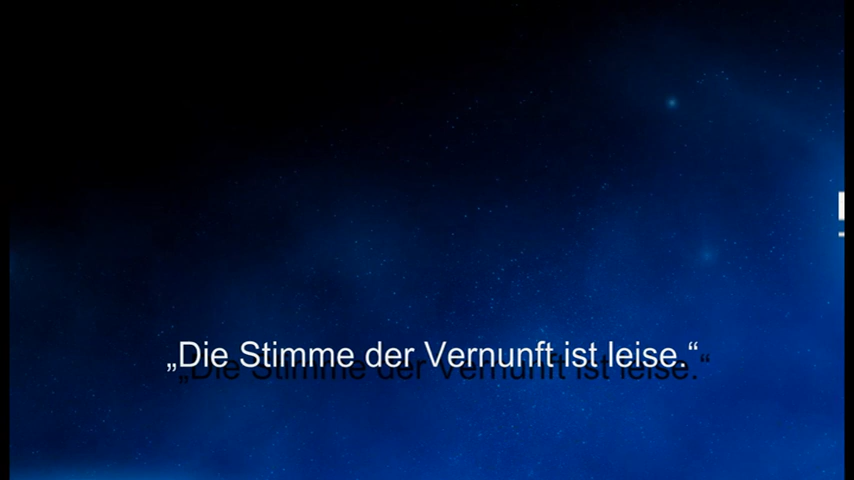 „Die Stimme der Vernunft ist leise.“